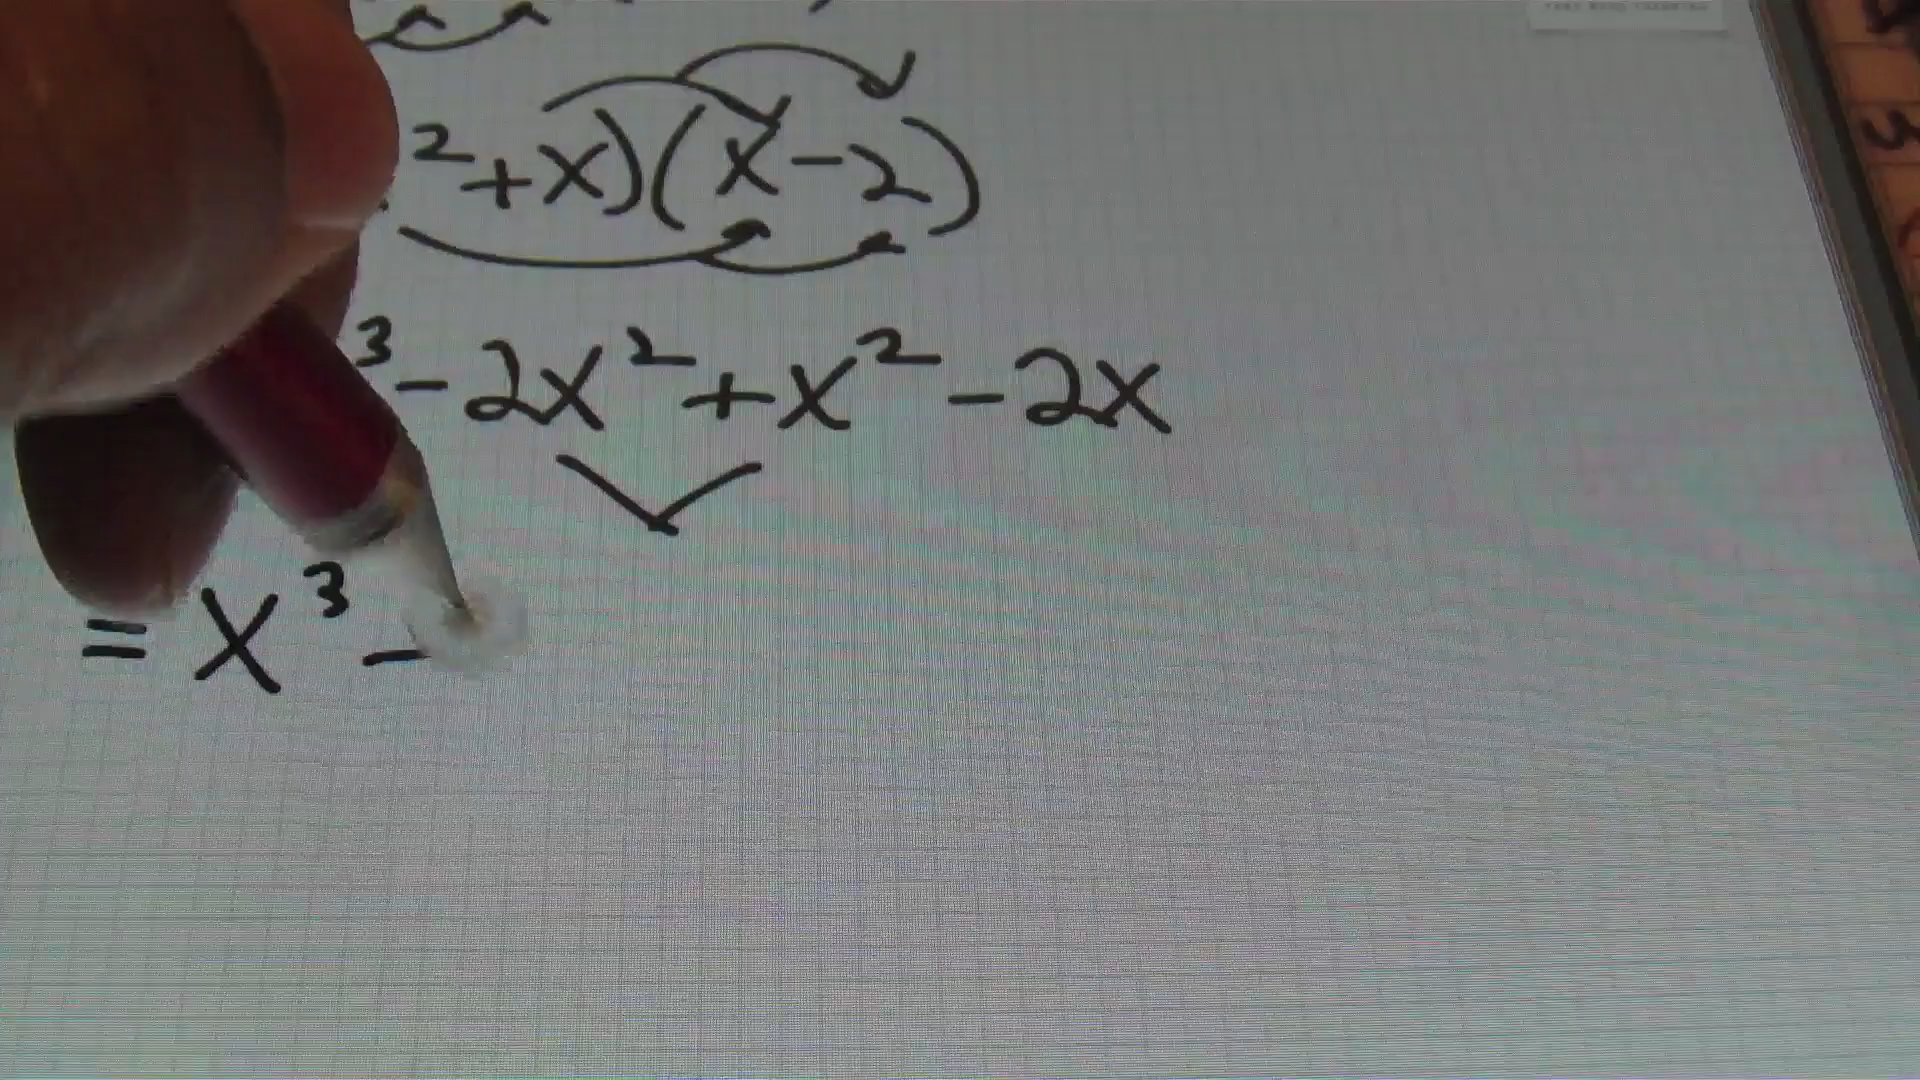 ² + x)(x - 2)
³ - 2x² + x² - 2x
= x³ -